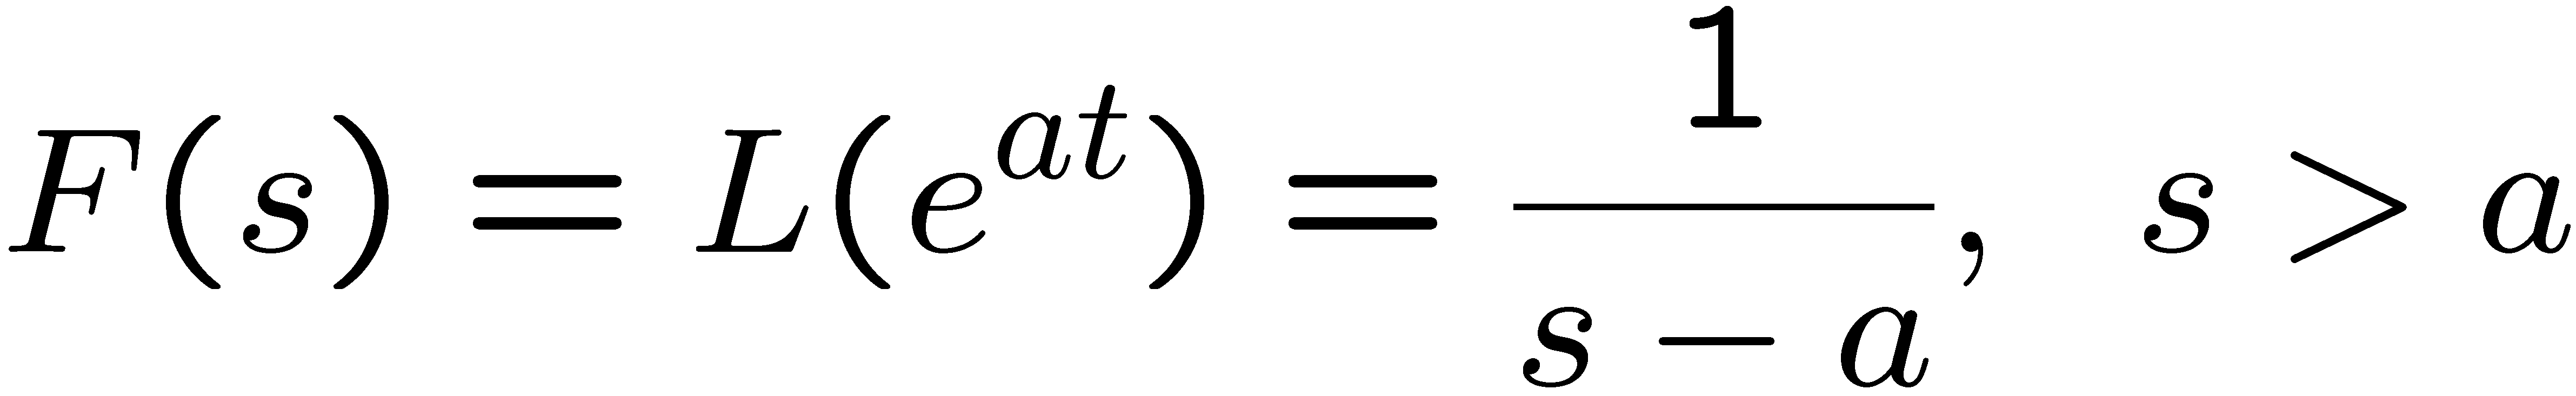 F(s) = L(e^{at}) = \frac{1}{s-a}, s > a